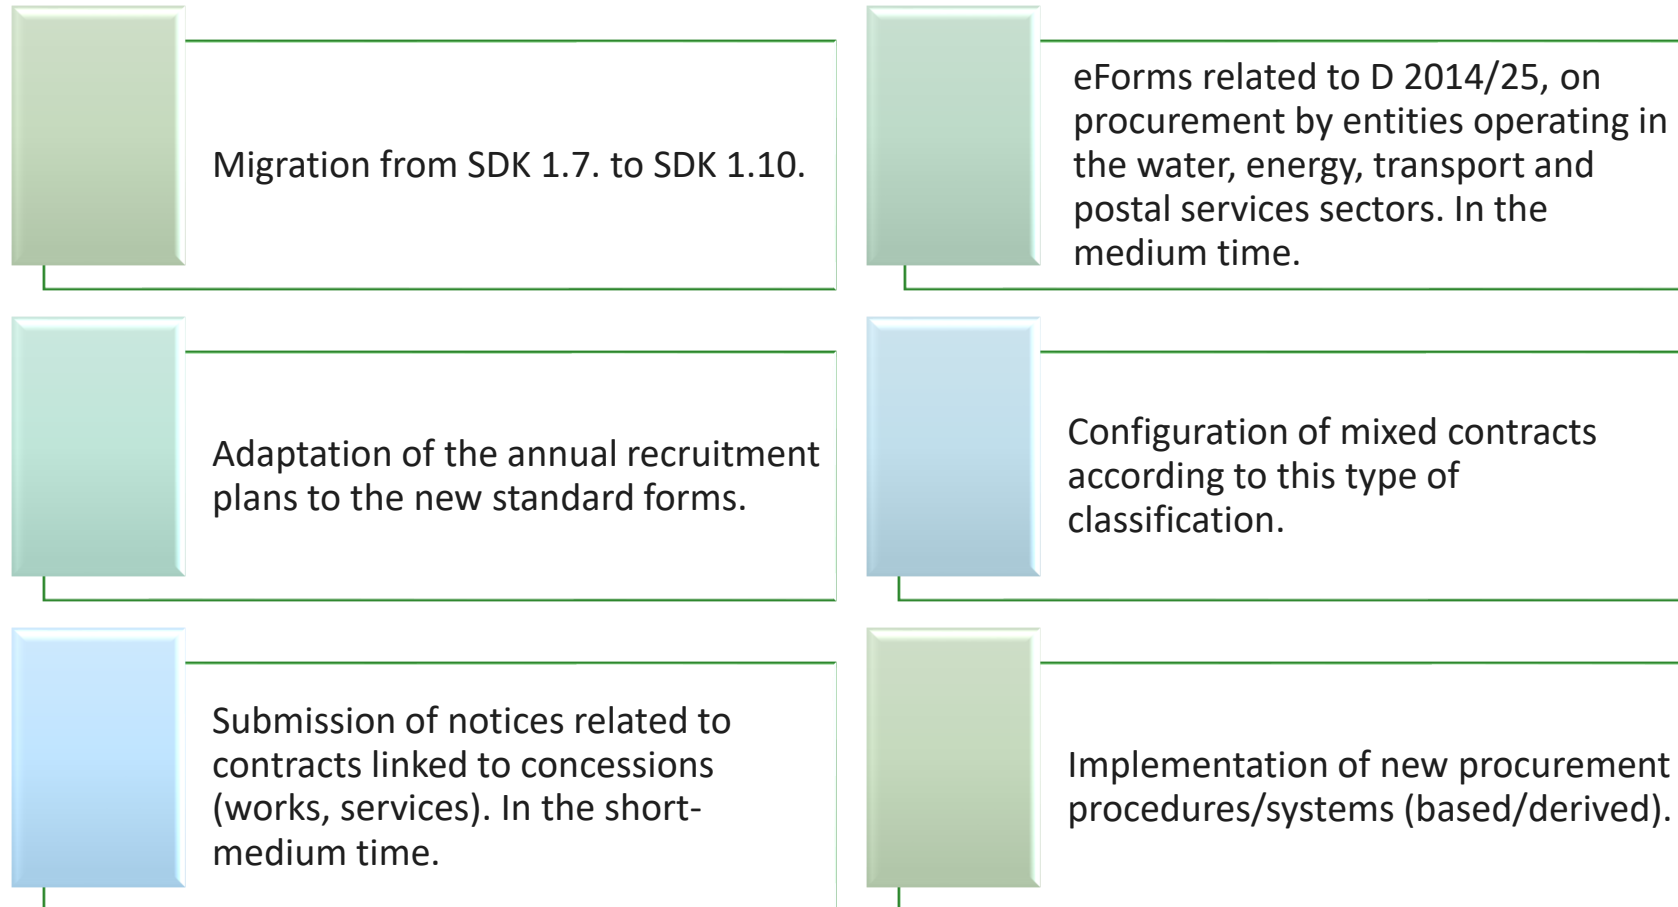 Migration from SDK 1.7. to SDK 1.10.
eForms related to D 2014/25, on
procurement by entities operating in
the water, energy, transport and
postal services sectors. In the
medium time.
Adaptation of the annual recruitment
plans to the new standard forms.
Configuration of mixed contracts
according to this type of
classification.
Submission of notices related to
contracts linked to concessions
(works, services). In the short-
medium time.
Implementation of new procurement
procedures/systems (based/derived).